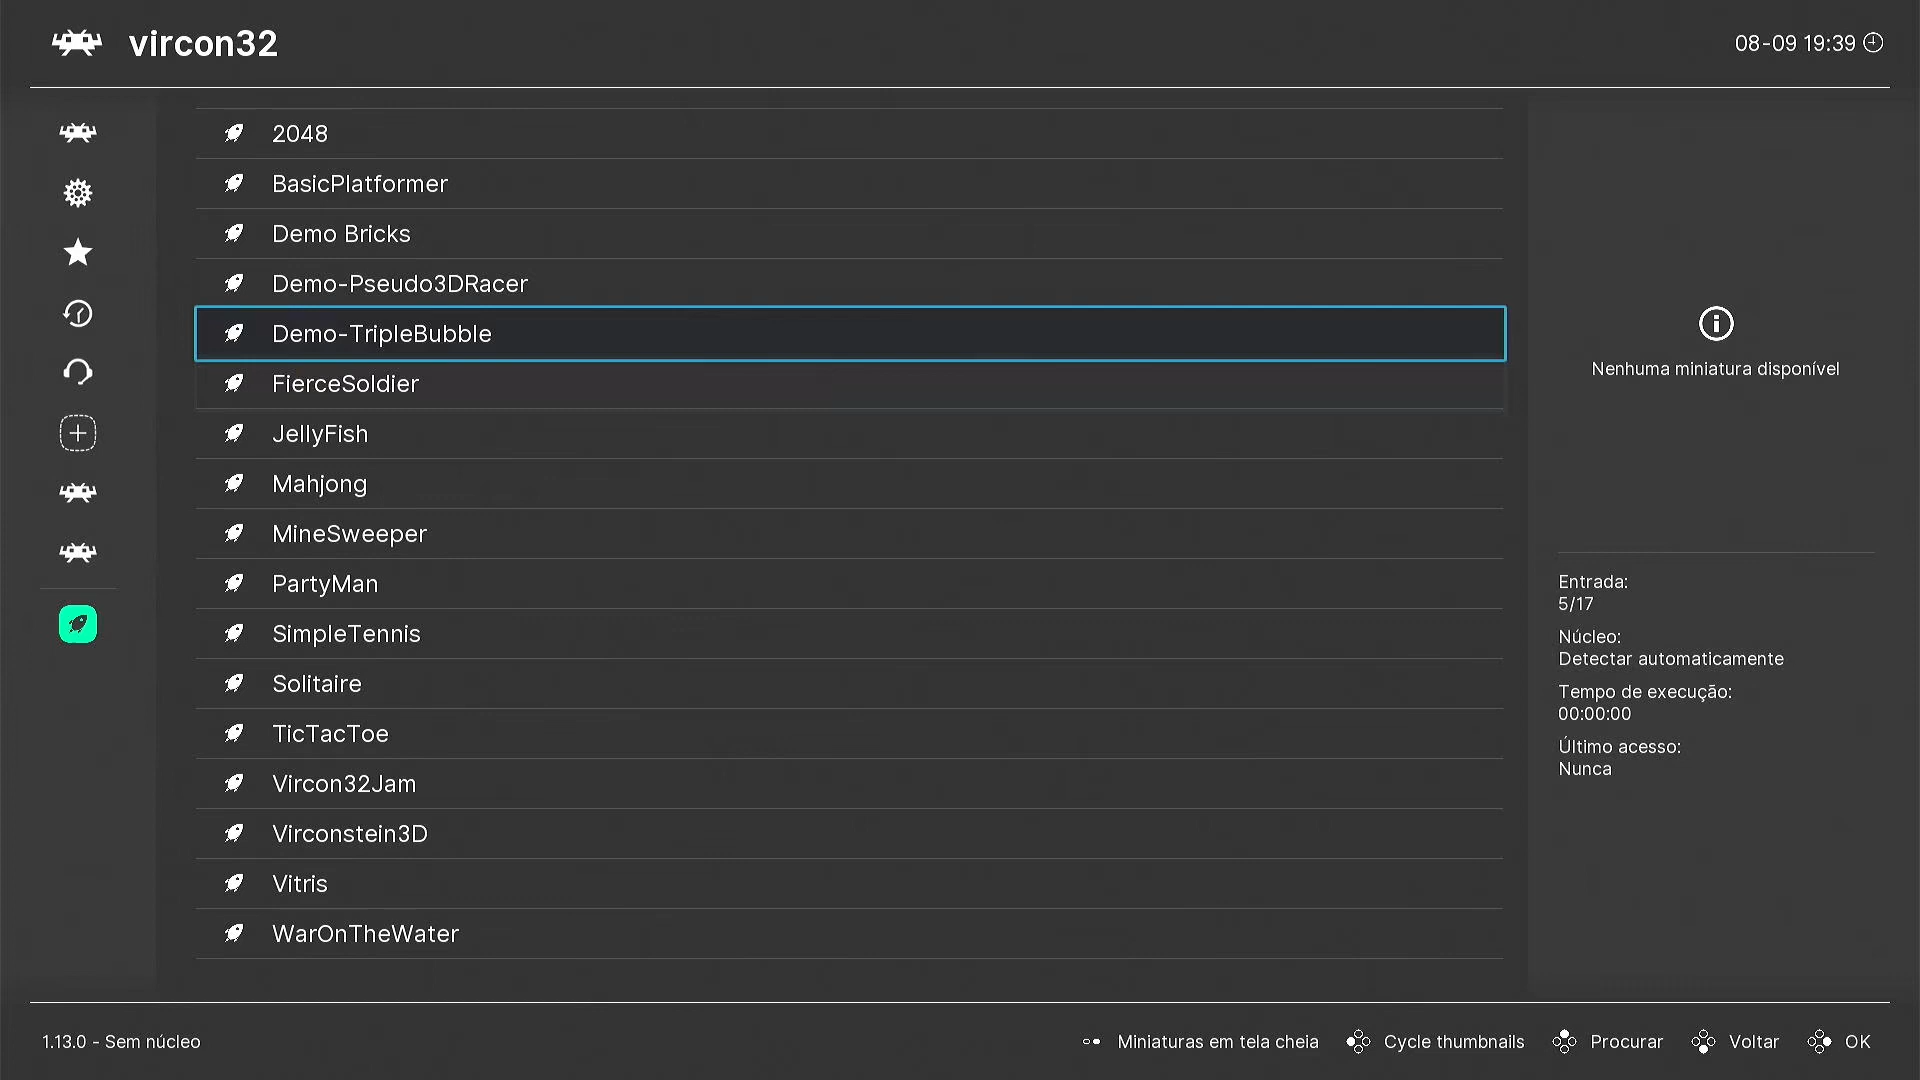 vircon32
08-09 19:39
2048
BasicPlatformer
Demo Bricks
Demo-Pseudo3DRacer
Demo-TripleBubble
FierceSoldier
JellyFish
Mahjong
MineSweeper
PartyMan
SimpleTennis
Solitaire
TicTacToe
Vircon32Jam
Virconstein3D
Vitris
WarOnTheWater
Nenhuma miniatura disponível
Entrada:
5/17
Núcleo:
Detectar automaticamente
Tempo de execução:
00:00:00
Último acesso:
Nunca
1.13.0 - Sem núcleo
Miniaturas em tela cheia
Cycle thumbnails
Procurar
Voltar
OK